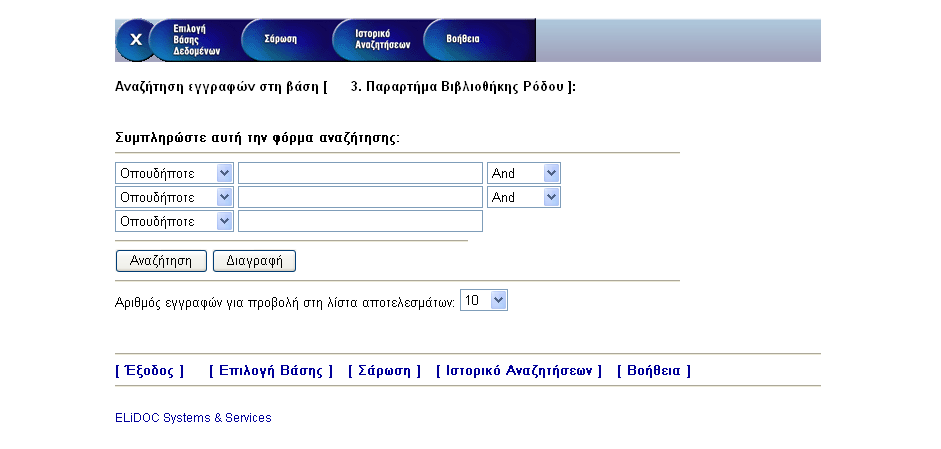 X Επιλογή Βάσης Δεδομένων Σάρωση Ιστορικό Αναζητήσεων Βοήθεια
Αναζήτηση εγγραφών στη βάση [ 3. Παραρτήμα Βιβλιοθήκης Ρόδου ]:
Συμπληρώστε αυτή την φόρμα αναζήτησης:
Οπουδήποτε And
Οπουδήποτε And
Οπουδήποτε
Αναζήτηση Διαγραφή
Αριθμός εγγραφών για προβολή στη λίστα αποτελεσμάτων: 10
[ Έξοδος ] [ Επιλογή Βάσης ] [ Σάρωση ] [ Ιστορικό Αναζητήσεων ] [ Βοήθεια ]
ELiDOC Systems & Services